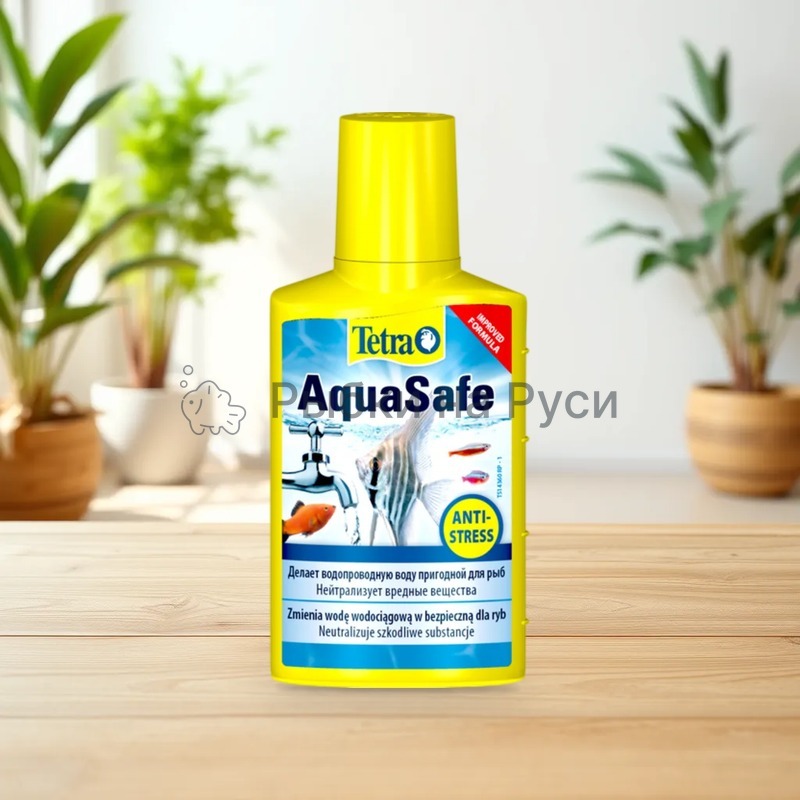 Tetra
IMPROVED
FORMULA
AquaSafe
Рыбки на Руси
ANTI-
STRESS
Делает водопроводную воду пригодной для рыб
Нейтрализует вредные вещества
Zmienia wodę wodociągową w bezpieczną dla ryb
Neutralizuje szkodliwe substancje